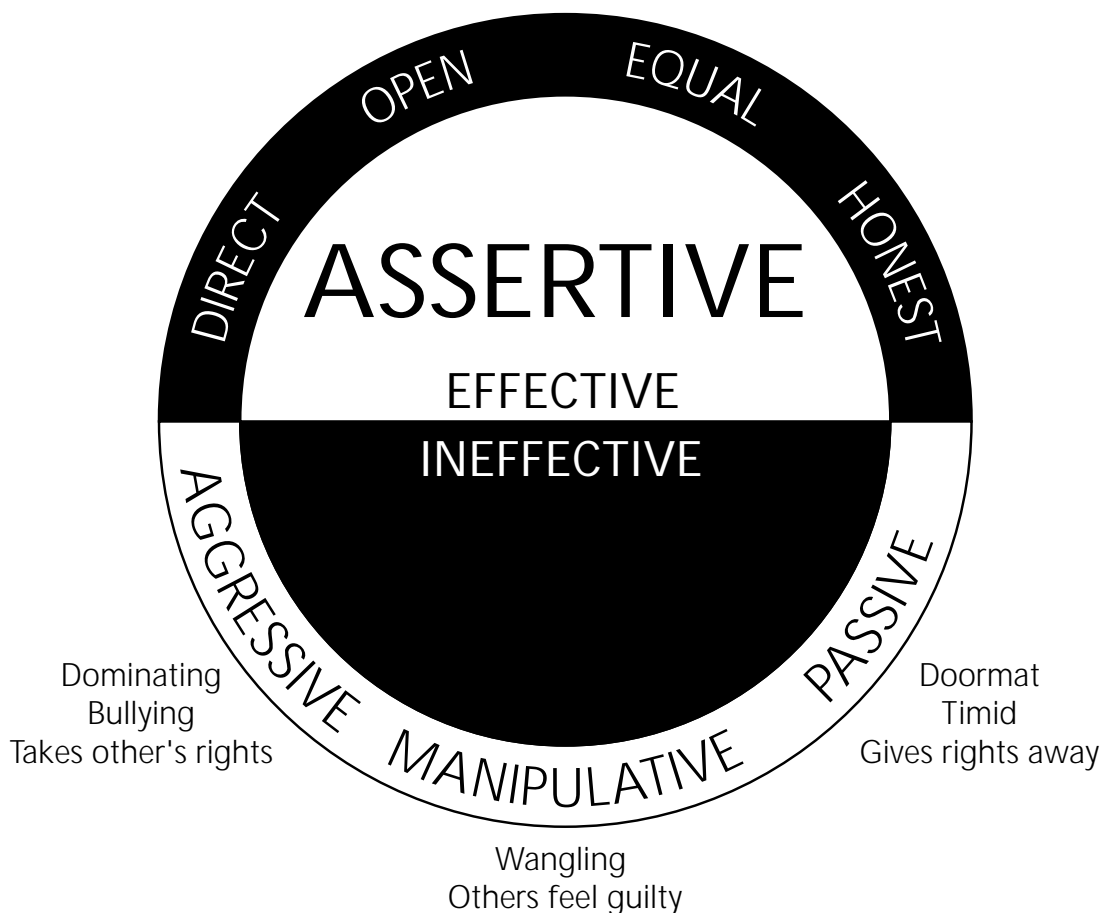 OPEN
EQUAL
DIRECT
HONEST
ASSERTIVE
EFFECTIVE
INEFFECTIVE
AGGRESSIVE
MANIPULATIVE
PASSIVE
Dominating
Bullying
Takes other's rights
Doormat
Timid
Gives rights away
Wangling
Others feel guilty